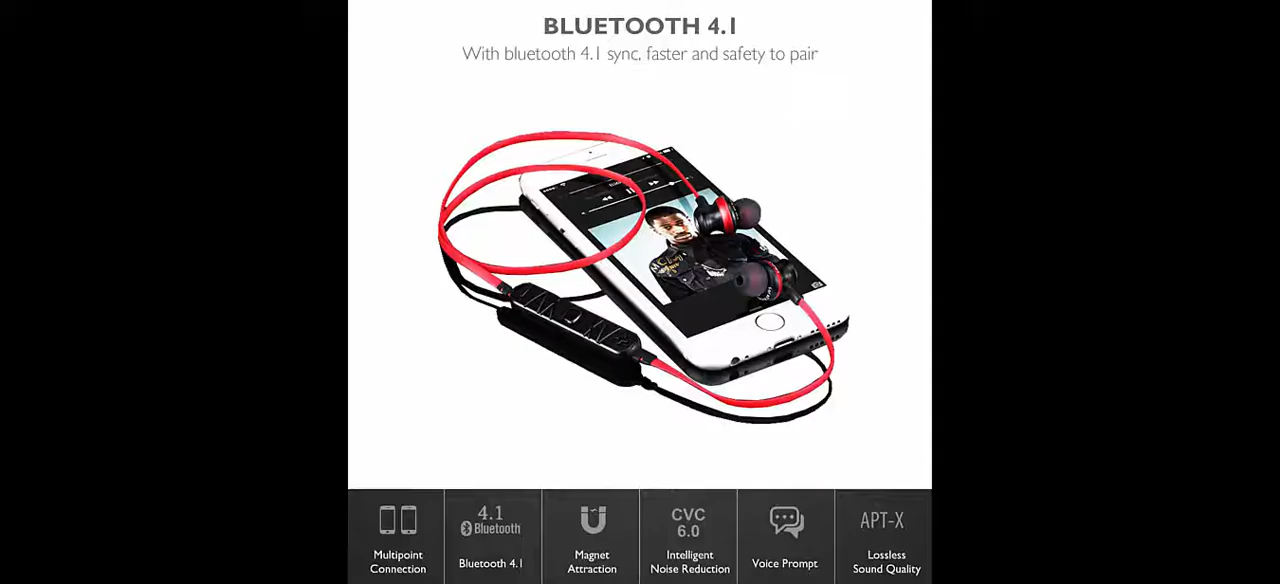 BLUETOOTH 4.1
With bluetooth 4.1 sync, faster and safety to pair
4.1
Bluetooth
CVC
6.0
APT-X
Multipoint
Connection
Bluetooth 4.1
Magnet
Attraction
Intelligent
Noise Reduction
Voice Prompt
Lossless
Sound Quality